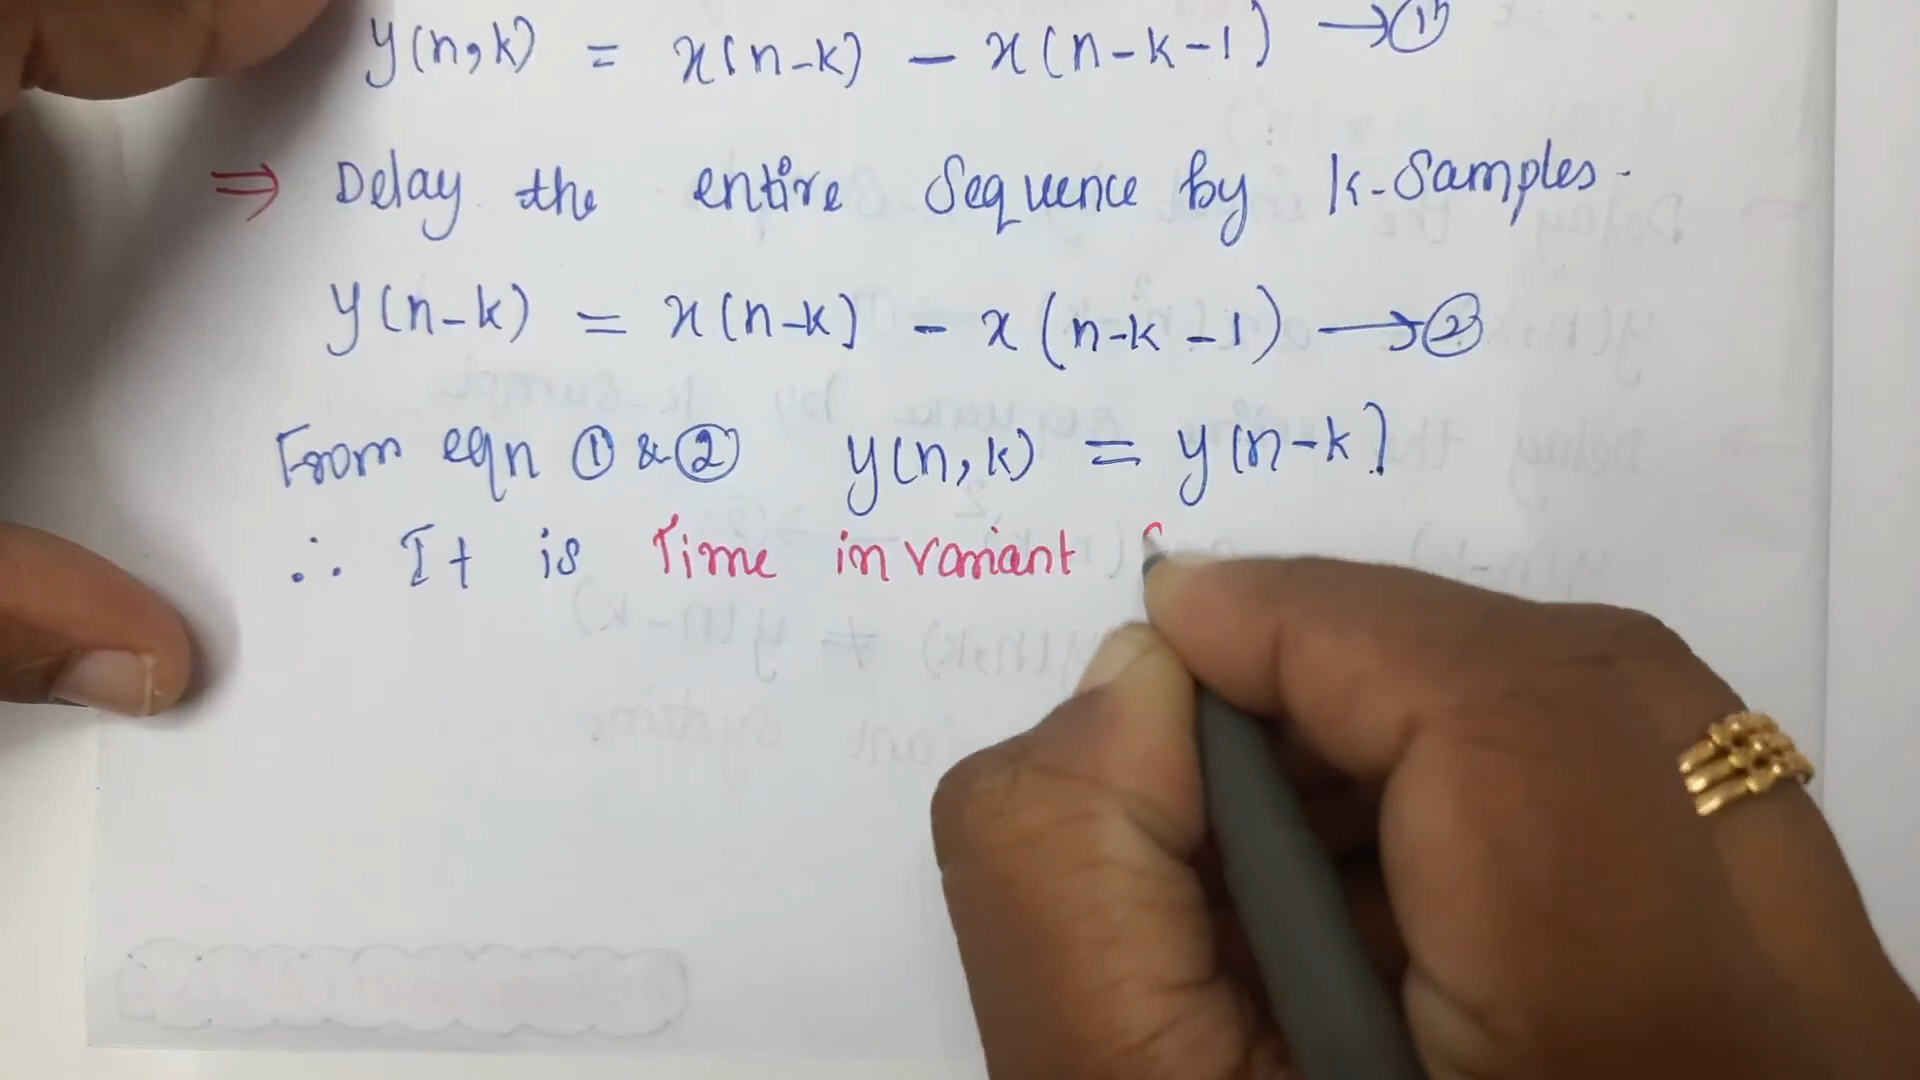 y(n,k) = x(n-k) - x(n-k-1) → ①
⇒ Delay the entire Sequence by k-Samples.
y(n-k) = x(n-k) - x(n-k-1) → ②
From eqn ① & ② y(n,k) = y(n-k)
∴ It is Time invariant